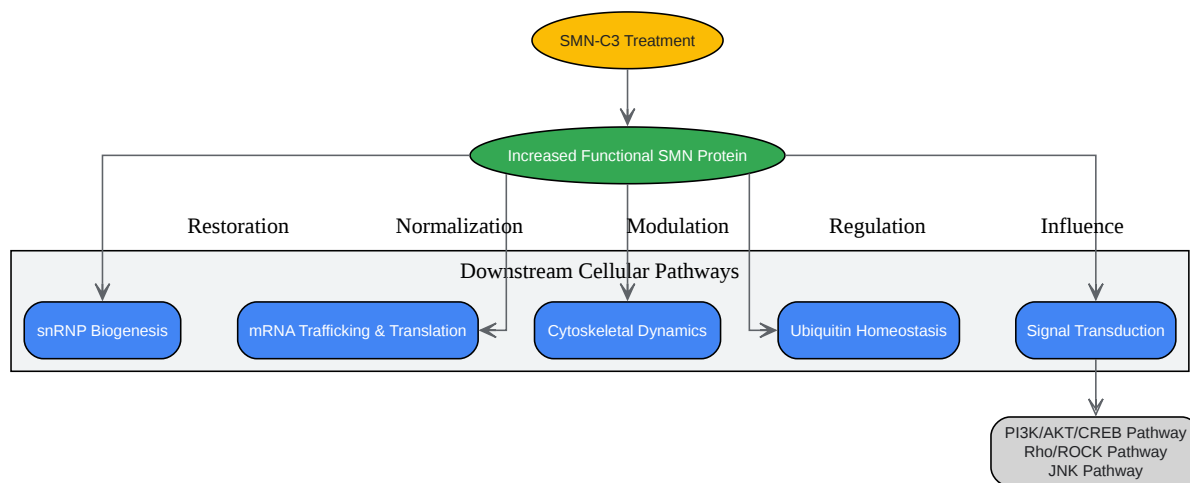 SMN-C3 Treatment
Increased Functional SMN Protein
Restoration
Normalization
Modulation
Regulation
Influence
Downstream Cellular Pathways
snRNP Biogenesis
mRNA Trafficking & Translation
Cytoskeletal Dynamics
Ubiquitin Homeostasis
Signal Transduction
PI3K/AKT/CREB Pathway
Rho/ROCK Pathway
JNK Pathway